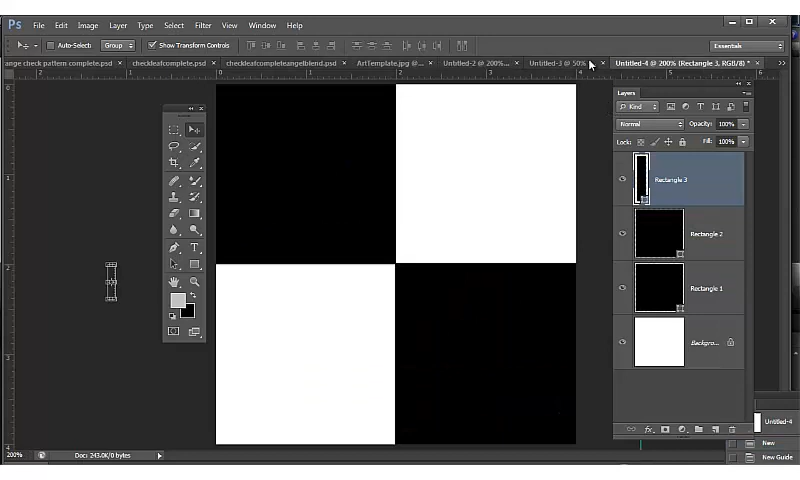 Ps File Edit Image Layer Type Select Filter View Window Help
Auto-Select: Group Show Transform Controls Essentials
ange check pattern complete.psd × checkleafcomplete.psd × checkleafcompleteangelblend.psd × ArtTemplate.jpg @... × Untitled-2 @ 200%... × Untitled-3 @ 50% × Untitled-4 @ 200% (Rectangle 3, RGB/8) * ×
Layers
Kind
Normal Opacity: 100%
Lock: Fill: 100%
Rectangle 3
Rectangle 2
Rectangle 1
Backgro...
Untitled-4
New
New Guide
200% Doc: 243.0K/0 bytes